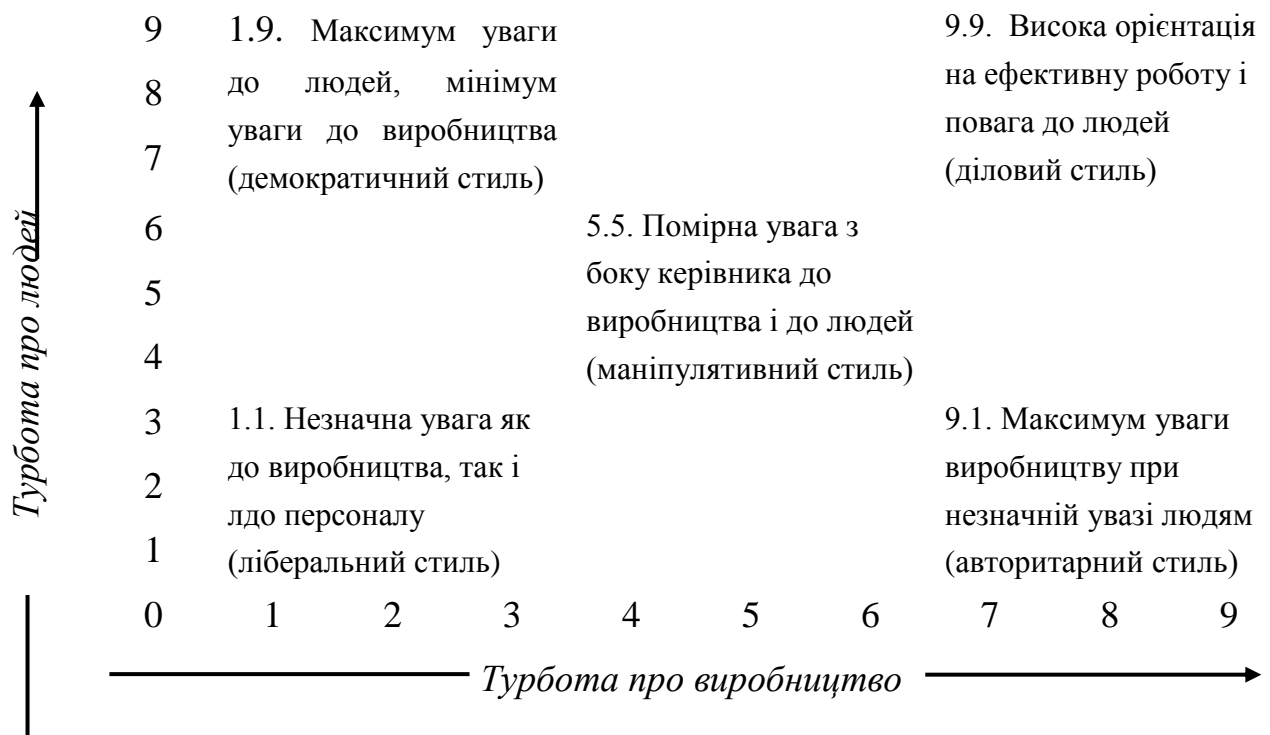 9
8
7
6
5
4
3
2
1
0 1 2 3 4 5 6 7 8 9
1.9. Максимум уваги
до людей, мінімум
уваги до виробництва
(демократичний стиль)
9.9. Висока орієнтація
на ефективну роботу і
повага до людей
(діловий стиль)
5.5. Помірна увага з
боку керівника до
виробництва і до людей
(маніпулятивний стиль)
1.1. Незначна увага як
до виробництва, так і
лдо персоналу
(ліберальний стиль)
9.1. Максимум уваги
виробництву при
незначній увазі людям
(авторитарний стиль)
Турбота про людей
Турбота про виробництво